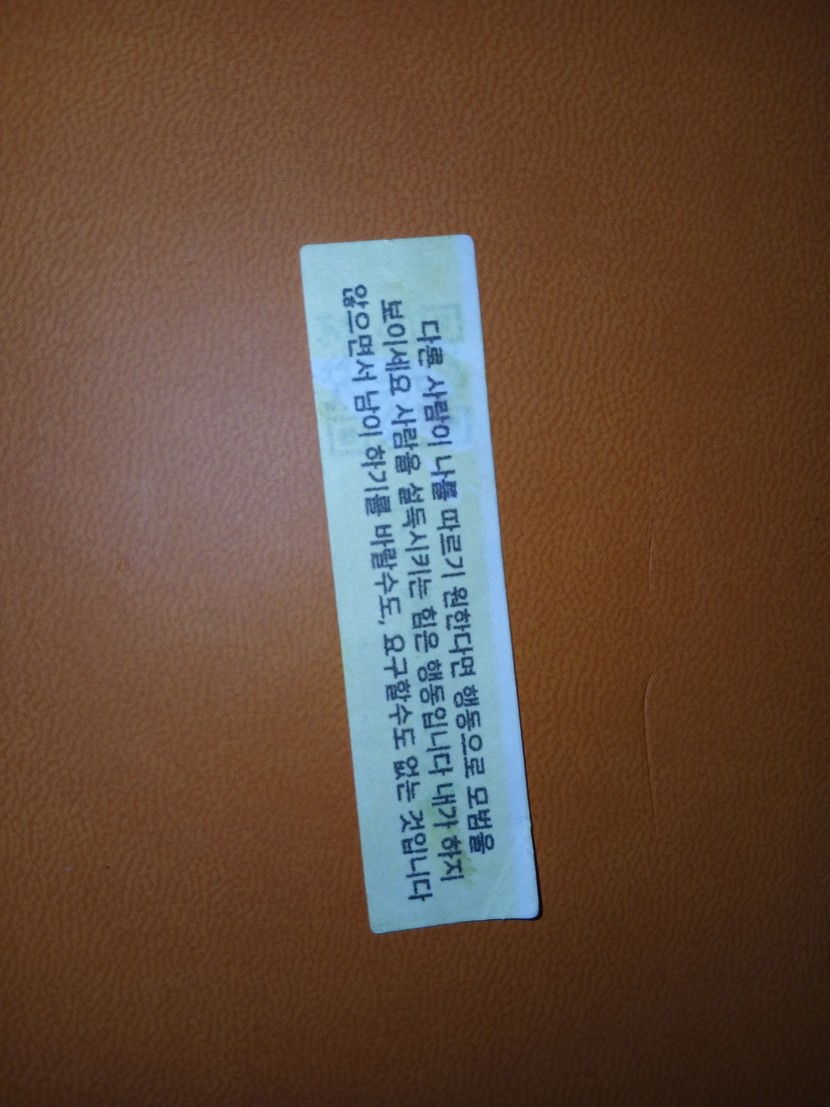 다른 사람이 나를 따르기 원한다면 행동으로 모범을
보이세요 사람을 설득시키는 힘은 행동입니다 내가 하지
않으면서 남이 하기를 바랄수도, 요구할수도 없는 것입니다